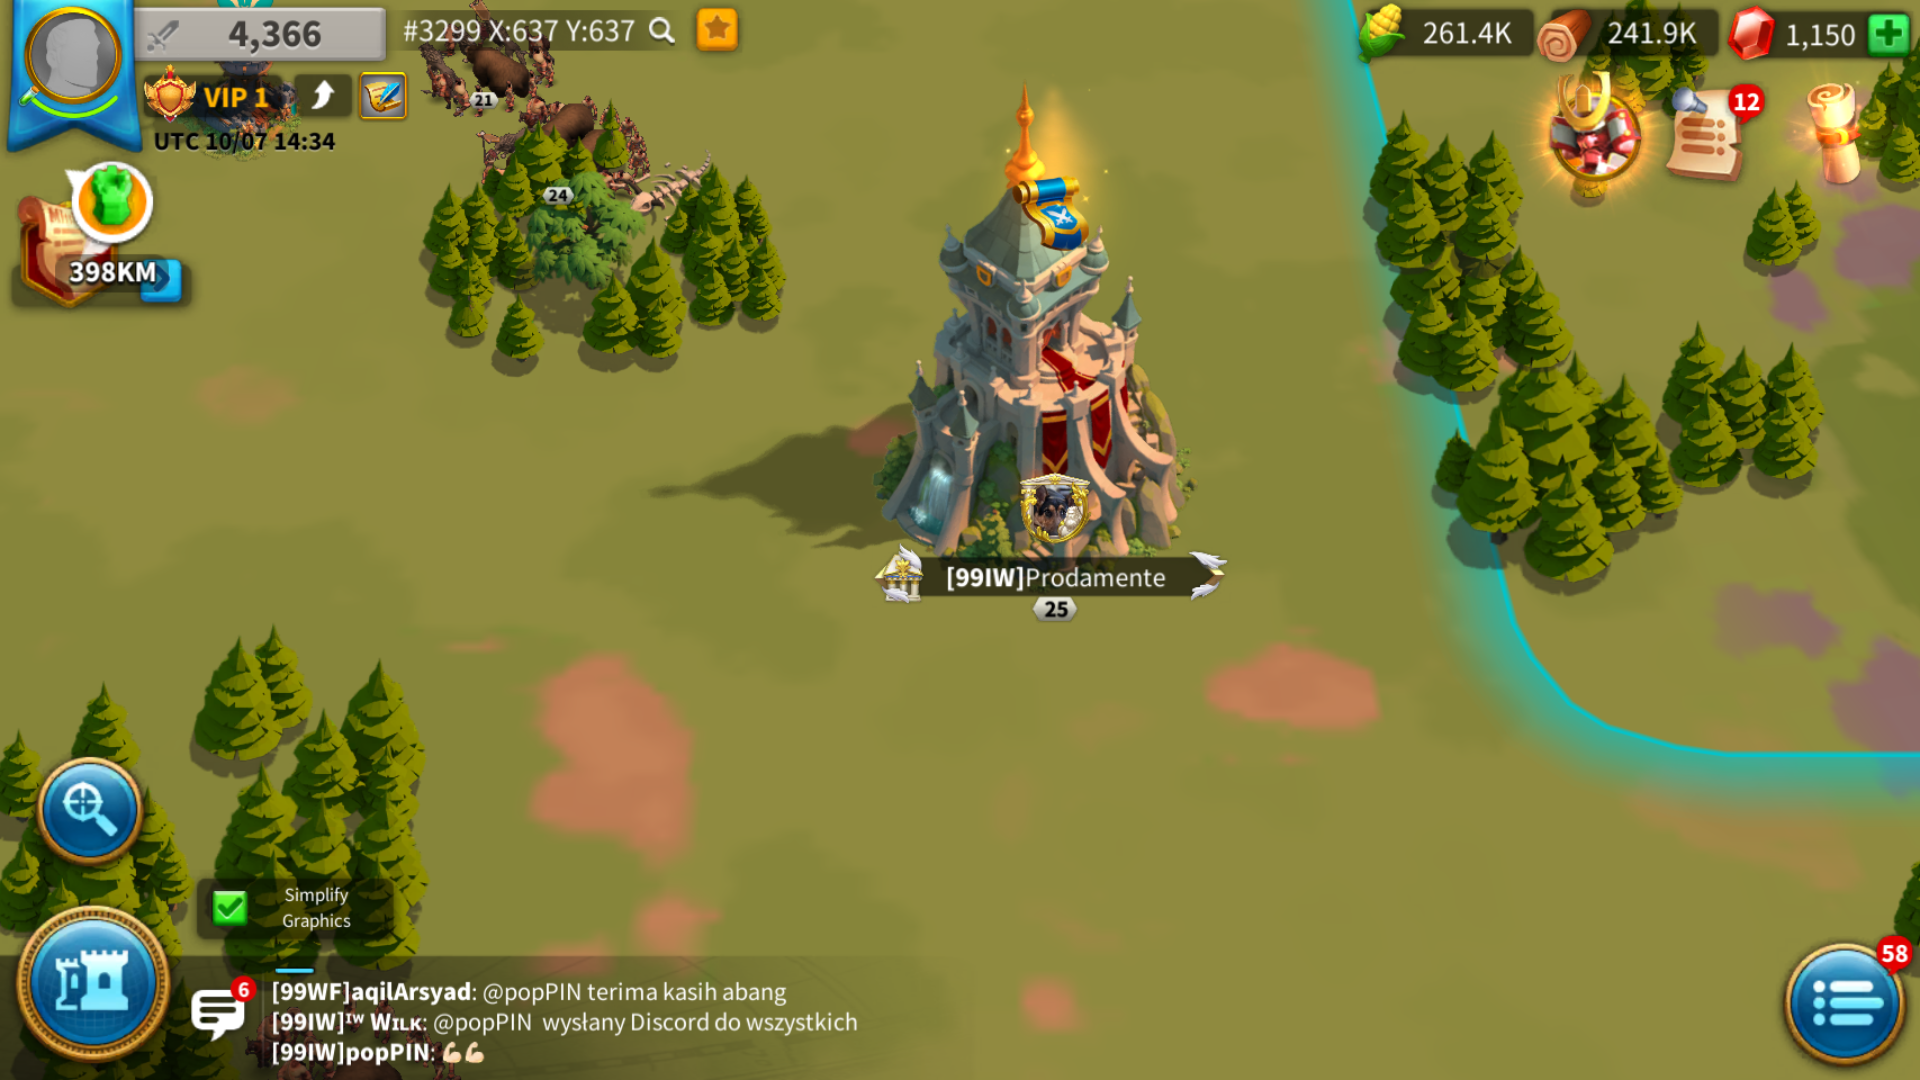 4,366
#3299 X:637 Y:637
261.4K
241.9K
1,150
VIP 1
UTC 10/07 14:34
12
21
24
398KM
[99IW]Prodamente
25
Simplify
Graphics
58
6
[99WF]aqilArsyad: @popPIN terima kasih abang
[99IW]ᴵᵂ Wɪʟᴋ: @popPIN wysłany Discord do wszystkich
[99IW]popPIN: 💪🏻💪🏻